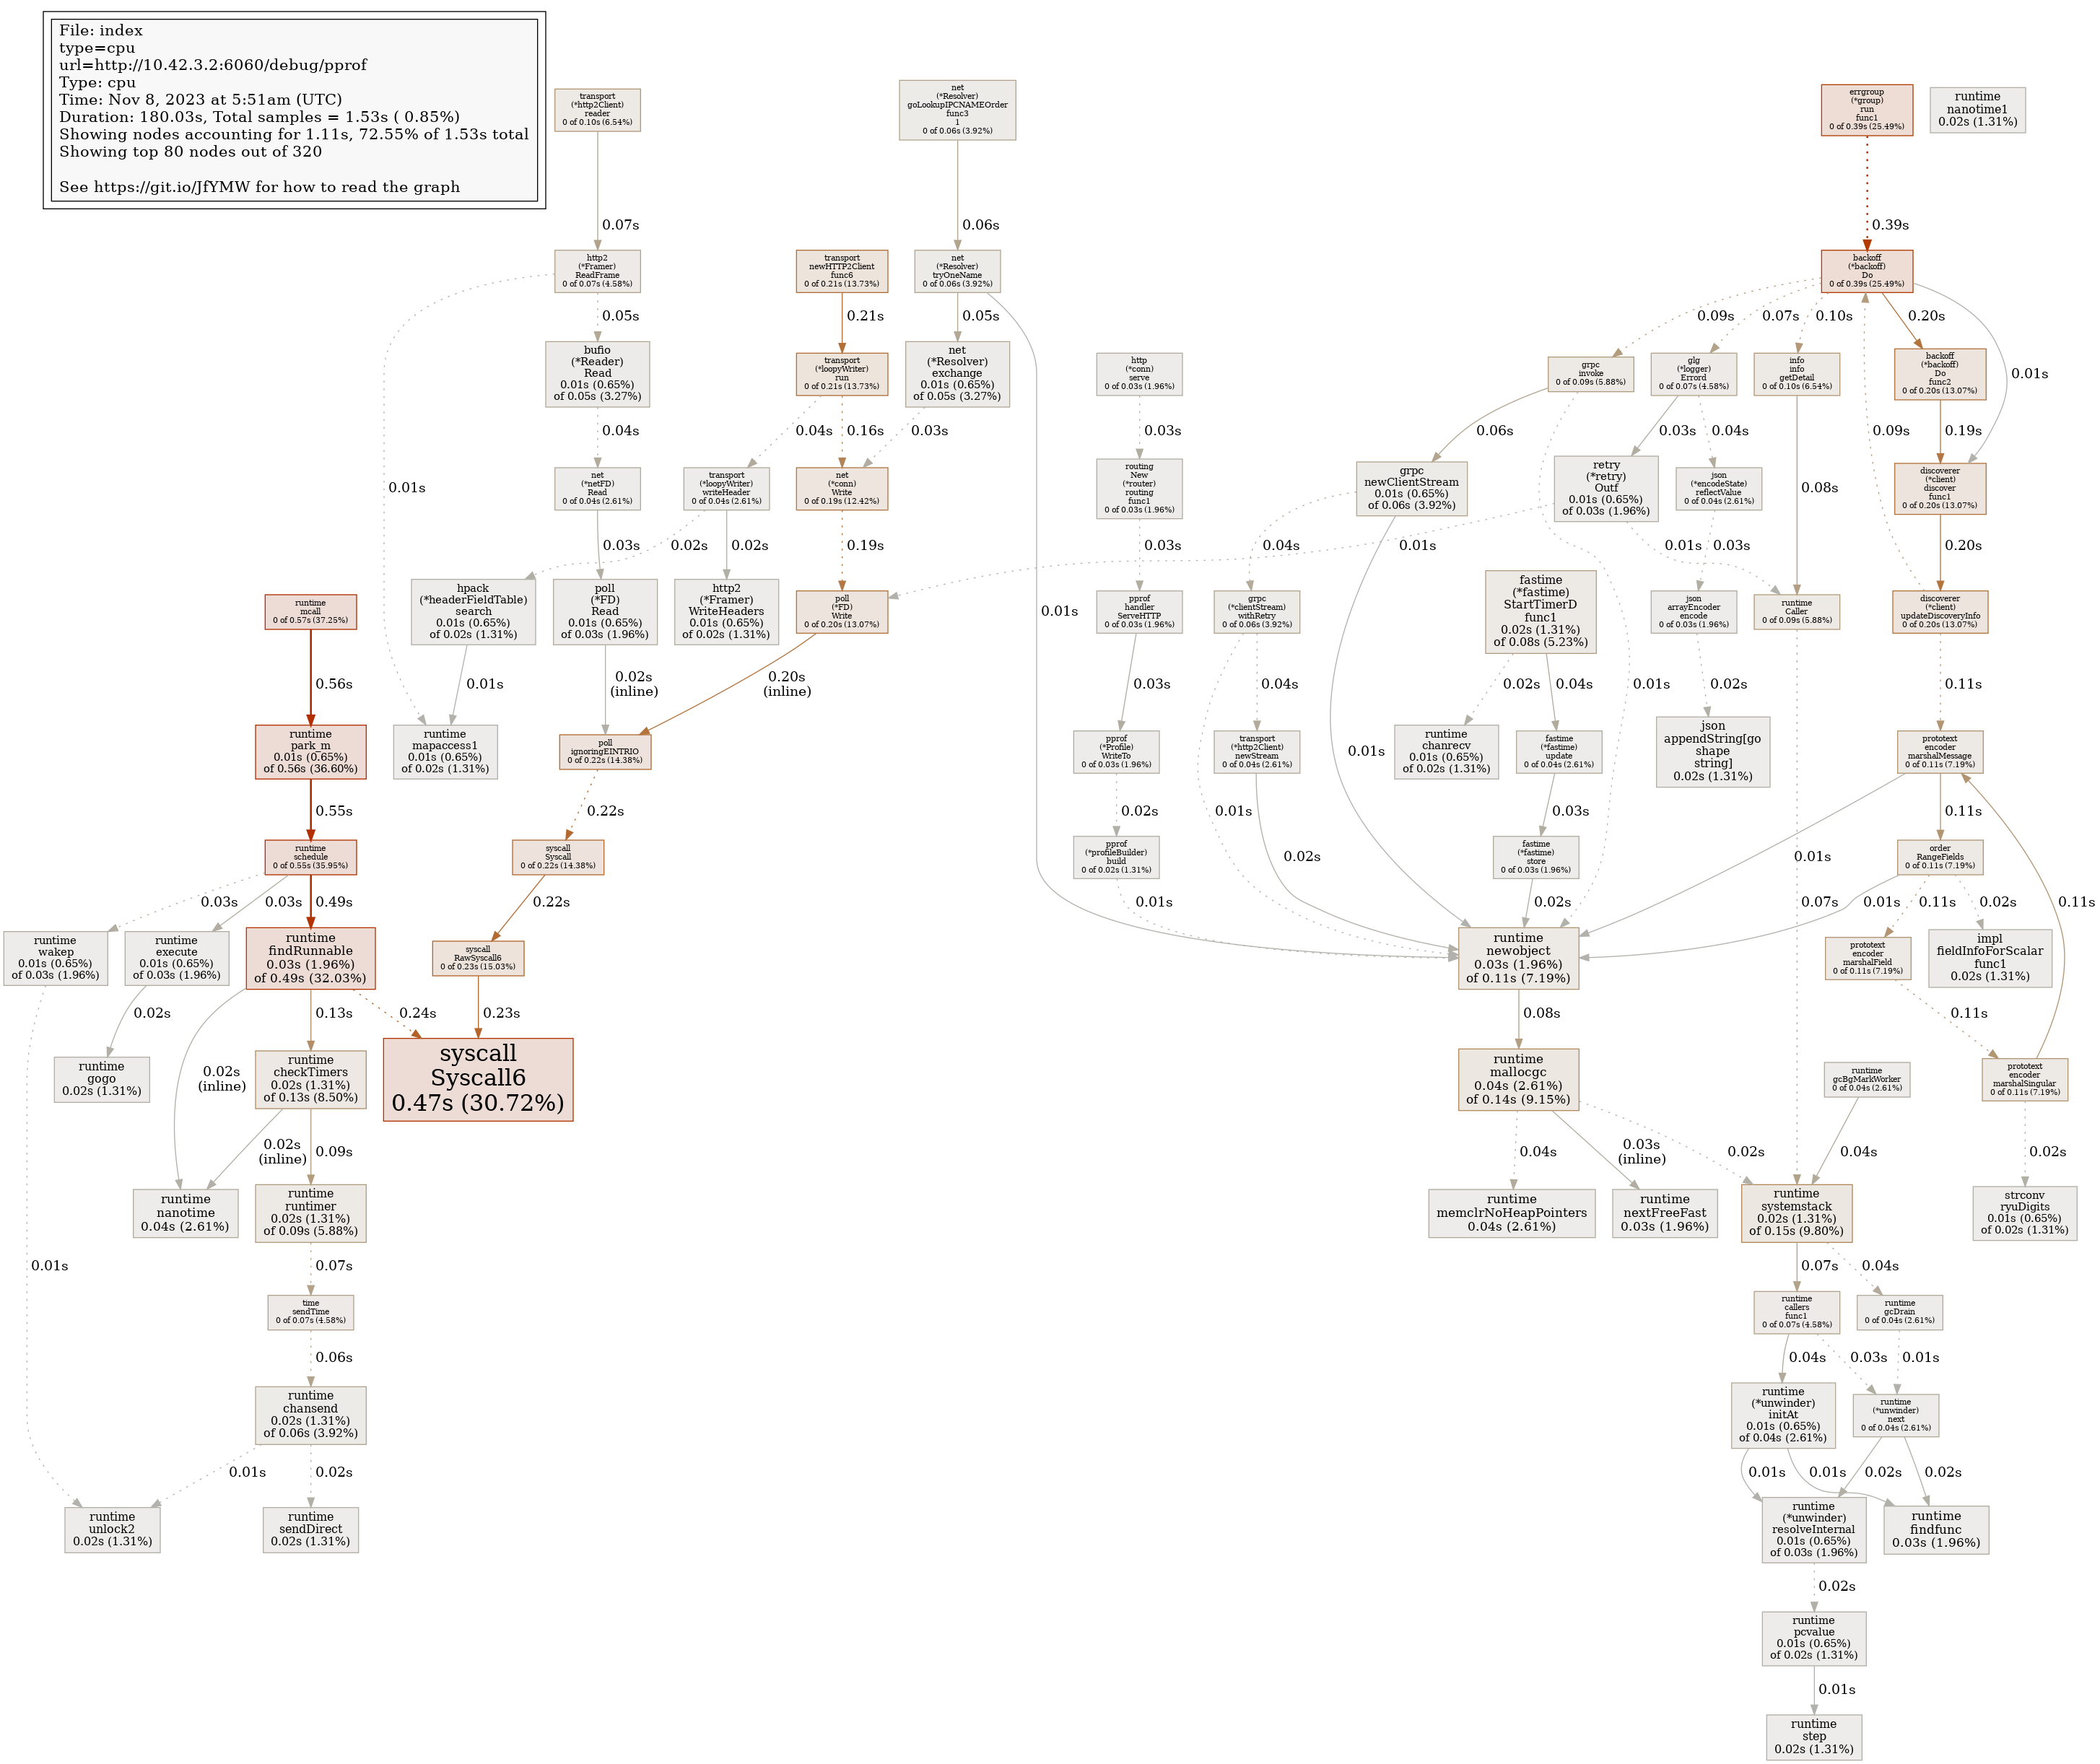 File: index
type=cpu
url=http://10.42.3.2:6060/debug/pprof
Type: cpu
Time: Nov 8, 2023 at 5:51am (UTC)
Duration: 180.03s, Total samples = 1.53s ( 0.85%)
Showing nodes accounting for 1.11s, 72.55% of 1.53s total
Showing top 80 nodes out of 320
See https://git.io/JfYMW for how to read the graph
transport
(*http2Client)
reader
0 of 0.10s (6.54%)
net
(*Resolver)
goLookupIPCNAMEOrder
func3
1
0 of 0.06s (3.92%)
errgroup
(*group)
run
func1
0 of 0.39s (25.49%)
runtime
nanotime1
0.02s (1.31%)
0.07s
0.06s
0.39s
http2
(*Framer)
ReadFrame
0 of 0.07s (4.58%)
transport
newHTTP2Client
func6
0 of 0.21s (13.73%)
net
(*Resolver)
tryOneName
0 of 0.06s (3.92%)
backoff
(*backoff)
Do
0 of 0.39s (25.49%)
0.05s
0.21s
0.05s
0.09s
0.07s
0.10s
0.20s
bufio
(*Reader)
Read
0.01s (0.65%)
of 0.05s (3.27%)
transport
(*loopyWriter)
run
0 of 0.21s (13.73%)
net
(*Resolver)
exchange
0.01s (0.65%)
of 0.05s (3.27%)
http
(*conn)
serve
0 of 0.03s (1.96%)
grpc
invoke
0 of 0.09s (5.88%)
glg
(*logger)
Errord
0 of 0.07s (4.58%)
info
info
getDetail
0 of 0.10s (6.54%)
backoff
(*backoff)
Do
func2
0 of 0.20s (13.07%)
0.01s
0.04s
0.04s
0.16s
0.03s
0.03s
0.06s
0.03s
0.04s
0.09s
0.19s
0.01s
net
(*netFD)
Read
0 of 0.04s (2.61%)
transport
(*loopyWriter)
writeHeader
0 of 0.04s (2.61%)
net
(*conn)
Write
0 of 0.19s (12.42%)
routing
New
(*router)
routing
func1
0 of 0.03s (1.96%)
grpc
newClientStream
0.01s (0.65%)
of 0.06s (3.92%)
retry
(*retry)
Outf
0.01s (0.65%)
of 0.03s (1.96%)
json
(*encodeState)
reflectValue
0 of 0.04s (2.61%)
0.08s
discoverer
(*client)
discover
func1
0 of 0.20s (13.07%)
0.03s
0.02s
0.02s
0.19s
0.03s
0.04s
0.01s
0.01s
0.03s
0.20s
runtime
mcall
0 of 0.57s (37.25%)
hpack
(*headerFieldTable)
search
0.01s (0.65%)
of 0.02s (1.31%)
poll
(*FD)
Read
0.01s (0.65%)
of 0.03s (1.96%)
http2
(*Framer)
WriteHeaders
0.01s (0.65%)
of 0.02s (1.31%)
poll
(*FD)
Write
0 of 0.20s (13.07%)
0.01s
pprof
handler
ServeHTTP
0 of 0.03s (1.96%)
grpc
(*clientStream)
withRetry
0 of 0.06s (3.92%)
fastime
(*fastime)
StartTimerD
func1
0.02s (1.31%)
of 0.08s (5.23%)
json
arrayEncoder
encode
0 of 0.03s (1.96%)
runtime
Caller
0 of 0.09s (5.88%)
discoverer
(*client)
updateDiscoveryInfo
0 of 0.20s (13.07%)
0.56s
0.01s
0.02s
(inline)
0.20s
(inline)
0.03s
0.04s
0.02s
0.04s
0.01s
0.02s
0.11s
runtime
park_m
0.01s (0.65%)
of 0.56s (36.60%)
runtime
mapaccess1
0.01s (0.65%)
of 0.02s (1.31%)
poll
ignoringEINTRIO
0 of 0.22s (14.38%)
pprof
(*Profile)
WriteTo
0 of 0.03s (1.96%)
transport
(*http2Client)
newStream
0 of 0.04s (2.61%)
0.01s
runtime
chanrecv
0.01s (0.65%)
of 0.02s (1.31%)
fastime
(*fastime)
update
0 of 0.04s (2.61%)
json
appendString[go
shape
string]
0.02s (1.31%)
prototext
encoder
marshalMessage
0 of 0.11s (7.19%)
0.55s
0.22s
0.02s
0.01s
0.03s
0.01s
0.11s
runtime
schedule
0 of 0.55s (35.95%)
syscall
Syscall
0 of 0.22s (14.38%)
pprof
(*profileBuilder)
build
0 of 0.02s (1.31%)
0.02s
fastime
(*fastime)
store
0 of 0.03s (1.96%)
order
RangeFields
0 of 0.11s (7.19%)
0.03s
0.03s
0.49s
0.22s
0.01s
0.02s
0.07s
0.01s
0.11s
0.02s
0.11s
runtime
wakep
0.01s (0.65%)
of 0.03s (1.96%)
runtime
execute
0.01s (0.65%)
of 0.03s (1.96%)
runtime
findRunnable
0.03s (1.96%)
of 0.49s (32.03%)
syscall
RawSyscall6
0 of 0.23s (15.03%)
runtime
newobject
0.03s (1.96%)
of 0.11s (7.19%)
prototext
encoder
marshalField
0 of 0.11s (7.19%)
impl
fieldInfoForScalar
func1
0.02s (1.31%)
0.02s
0.13s
0.24s
0.23s
0.08s
0.11s
runtime
gogo
0.02s (1.31%)
0.02s
(inline)
runtime
checkTimers
0.02s (1.31%)
of 0.13s (8.50%)
syscall
Syscall6
0.47s (30.72%)
runtime
mallocgc
0.04s (2.61%)
of 0.14s (9.15%)
runtime
gcBgMarkWorker
0 of 0.04s (2.61%)
prototext
encoder
marshalSingular
0 of 0.11s (7.19%)
0.02s
(inline)
0.09s
0.04s
0.03s
(inline)
0.02s
0.04s
0.02s
runtime
nanotime
0.04s (2.61%)
runtime
runtimer
0.02s (1.31%)
of 0.09s (5.88%)
runtime
memclrNoHeapPointers
0.04s (2.61%)
runtime
nextFreeFast
0.03s (1.96%)
runtime
systemstack
0.02s (1.31%)
of 0.15s (9.80%)
strconv
ryuDigits
0.01s (0.65%)
of 0.02s (1.31%)
0.01s
0.07s
0.07s
0.04s
time
sendTime
0 of 0.07s (4.58%)
runtime
callers
func1
0 of 0.07s (4.58%)
runtime
gcDrain
0 of 0.04s (2.61%)
0.06s
0.04s
0.03s
0.01s
runtime
chansend
0.02s (1.31%)
of 0.06s (3.92%)
runtime
(*unwinder)
initAt
0.01s (0.65%)
of 0.04s (2.61%)
runtime
(*unwinder)
next
0 of 0.04s (2.61%)
0.01s
0.02s
0.01s
0.01s
0.02s
0.02s
runtime
unlock2
0.02s (1.31%)
runtime
sendDirect
0.02s (1.31%)
runtime
(*unwinder)
resolveInternal
0.01s (0.65%)
of 0.03s (1.96%)
runtime
findfunc
0.03s (1.96%)
0.02s
runtime
pcvalue
0.01s (0.65%)
of 0.02s (1.31%)
0.01s
runtime
step
0.02s (1.31%)